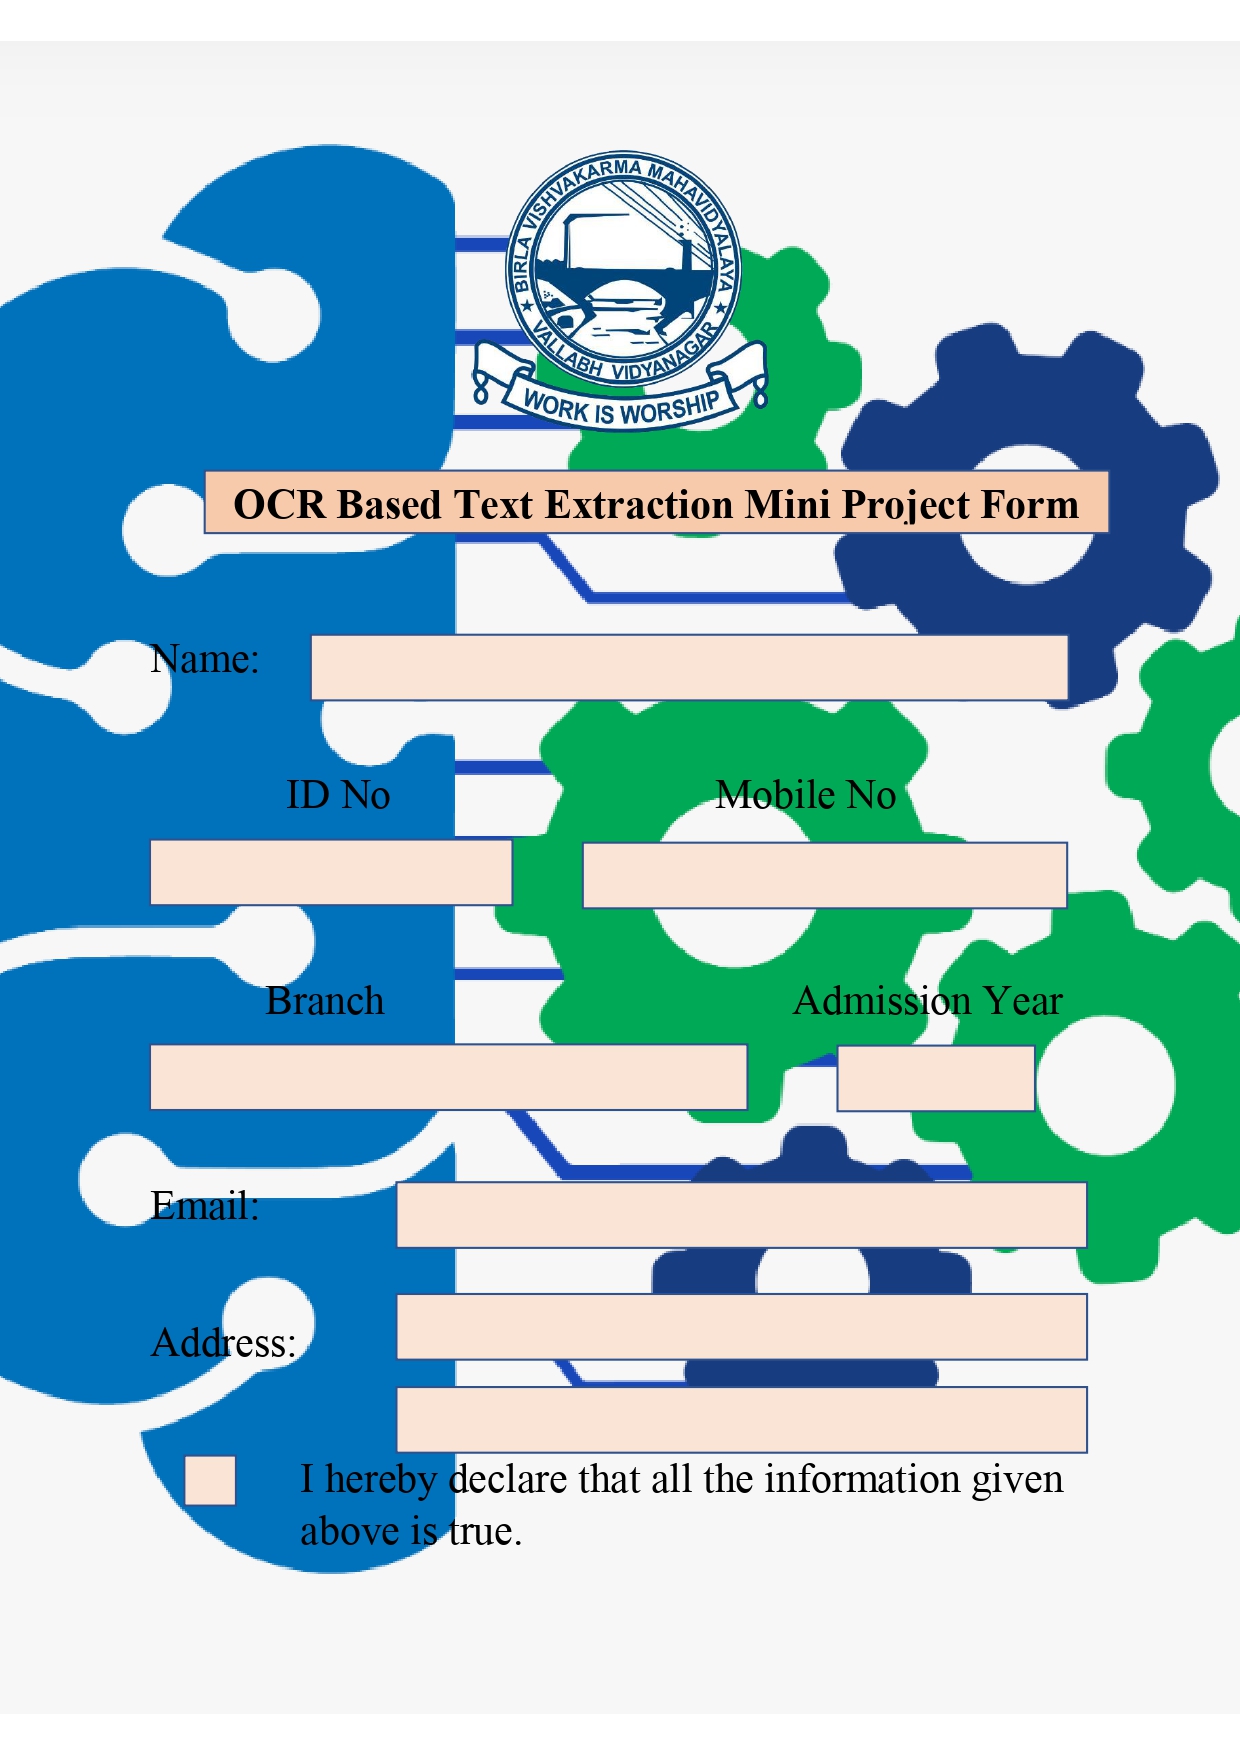 BIRLA VISHVAKARMA MAHAVIDYALAYA
★ VALLABH VIDYANAGAR ★
WORK IS WORSHIP
OCR Based Text Extraction Mini Project Form
Name:
ID No Mobile No
Branch Admission Year
Email:
Address:
I hereby declare that all the information given
above is true.